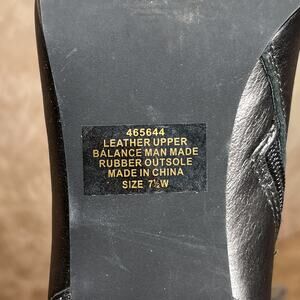 465644
LEATHER UPPER
BALANCE MAN MADE
RUBBER OUTSOLE
MADE IN CHINA
SIZE 7½W